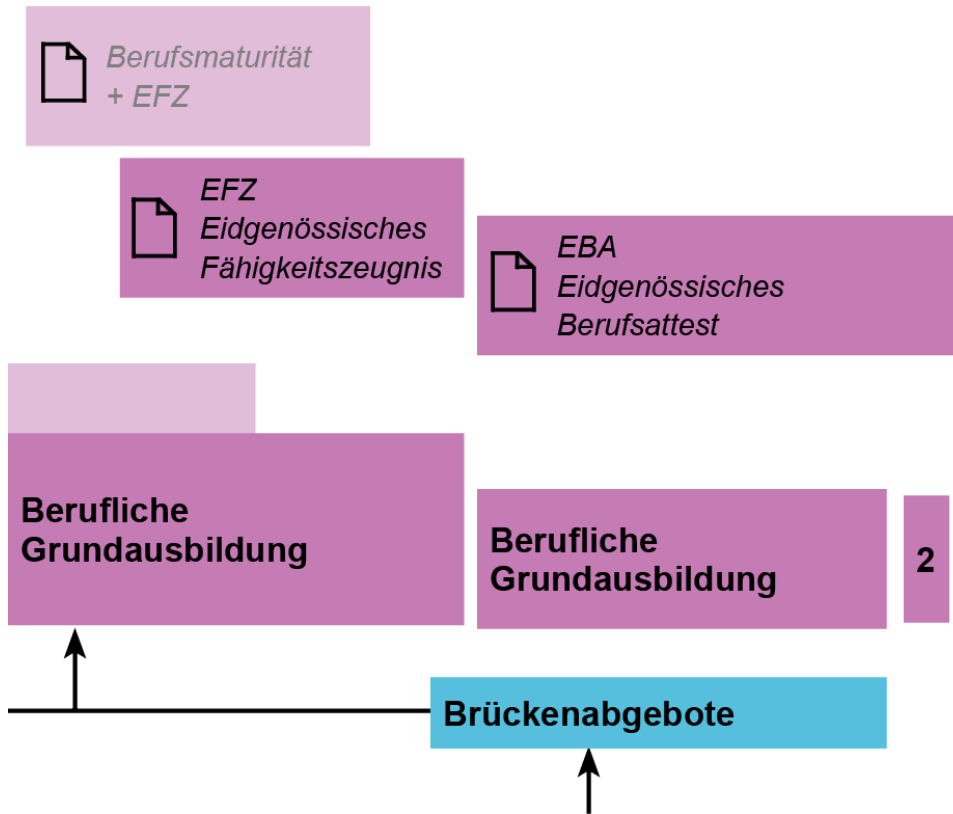 Berufsmaturität
+ EFZ
EFZ
Eidgenössisches
Fähigkeitszeugnis
EBA
Eidgenössisches
Berufsattest
Berufliche
Grundausbildung
Berufliche
Grundausbildung
2
Brückenabgebote